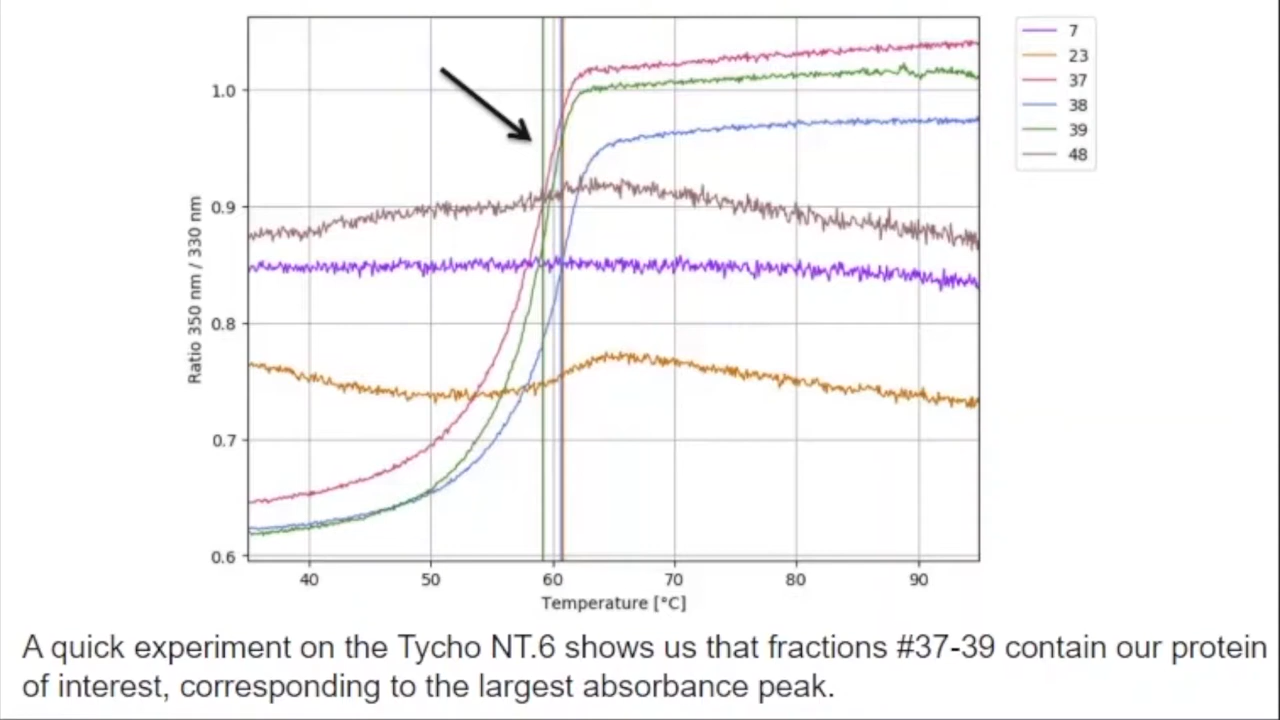 7
23
37
38
39
48
1.0
0.9
0.8
0.7
0.6
Ratio 350 nm / 330 nm
40 50 60 70 80 90
Temperature [°C]
A quick experiment on the Tycho NT.6 shows us that fractions #37-39 contain our protein
of interest, corresponding to the largest absorbance peak.